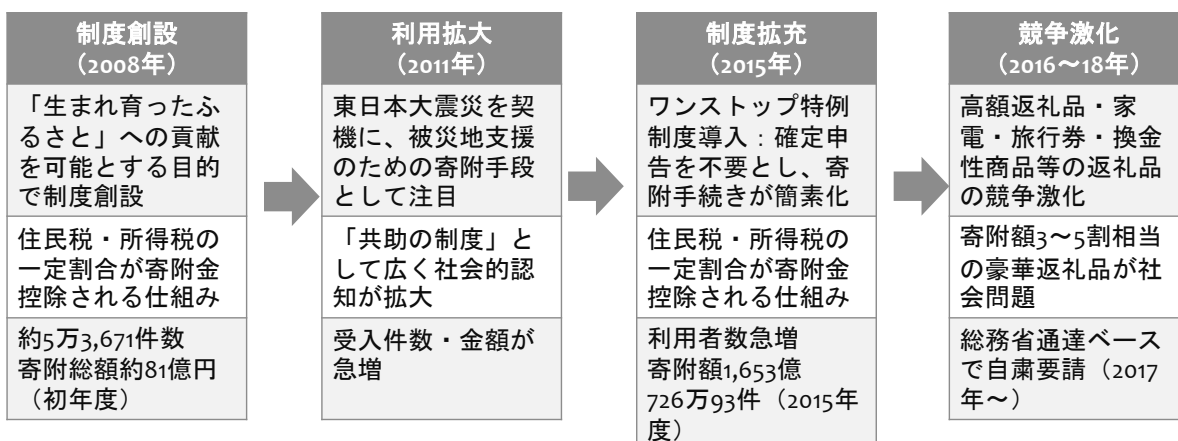 制度創設
（2008年）
「生まれ育ったふ
るさと」への貢献
を可能とする目的
で制度創設
住民税・所得税の
一定割合が寄附金
控除される仕組み
約5万3,671件数
寄附総額約81億円
（初年度）
利用拡大
（2011年）
東日本大震災を契
機に、被災地支援
のための寄附手段
として注目
「共助の制度」と
して広く社会的認
知が拡大
受入件数・金額が
急増
制度拡充
（2015年）
ワンストップ特例
制度導入：確定申
告を不要とし、寄
附手続きが簡素化
住民税・所得税の
一定割合が寄附金
控除される仕組み
利用者数急増
寄附額1,653億
726万93件（2015年
度）
競争激化
（2016～18年）
高額返礼品・家
電・旅行券・換金
性商品等の返礼品
の競争激化
寄附額3～5割相当
の豪華返礼品が社
会問題
総務省通達ベース
で自粛要請（2017
年～）